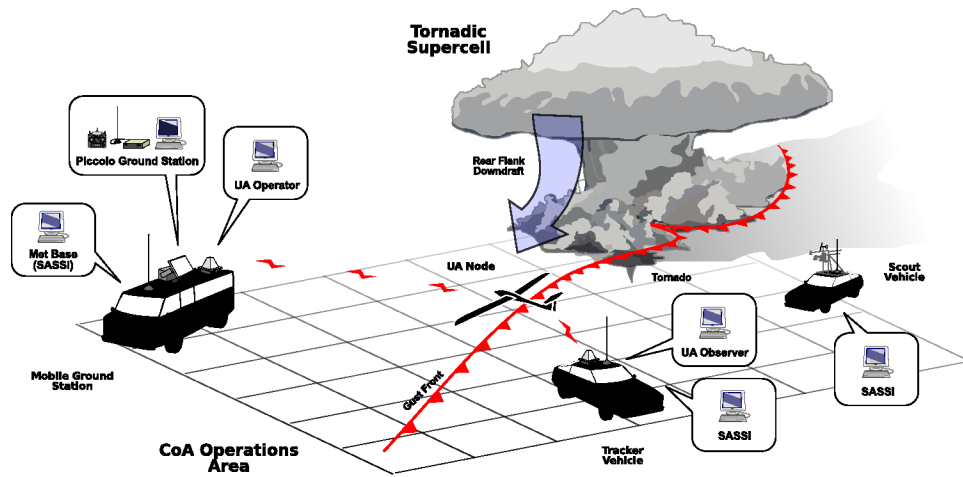 Tornadic
Supercell
Piccolo Ground Station
UA Operator
Rear Flank
Downdraft
Met Base
(SASSI)
UA Node
Tornado
Scout
Vehicle
UA Observer
Mobile Ground
Station
Gust Front
SASSI
SASSI
CoA Operations
Area
Tracker
Vehicle